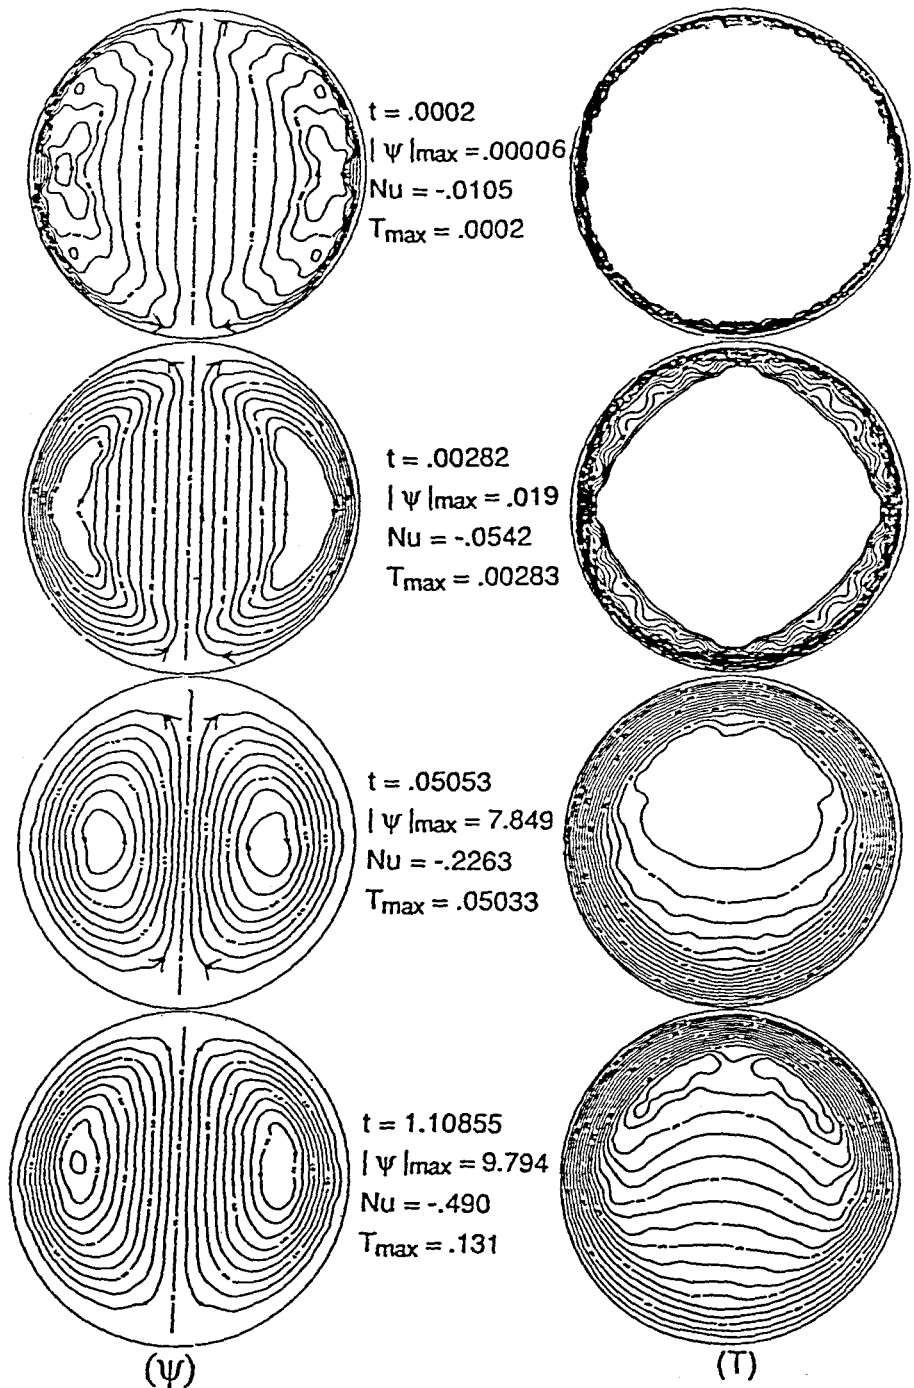 t = .0002
| ψ |max = .00006
Nu = -.0105
Tmax = .0002
t = .00282
| ψ |max = .019
Nu = -.0542
Tmax = .00283
t = .05053
| ψ |max = 7.849
Nu = -.2263
Tmax = .05033
t = 1.10855
| ψ |max = 9.794
Nu = -.490
Tmax = .131
(ψ) (T)